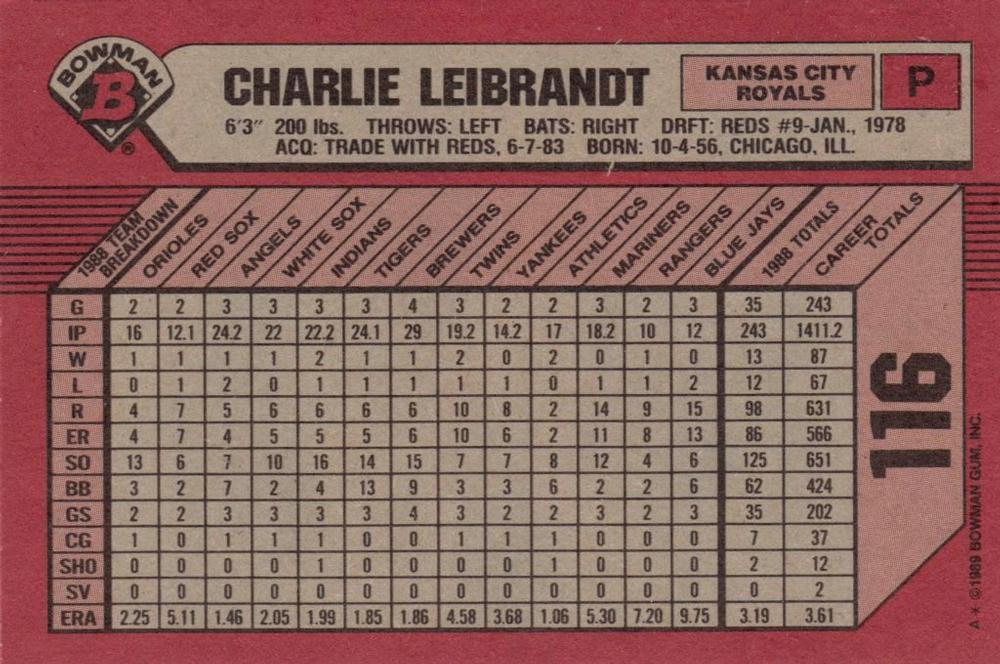 BOWMAN
B
®
CHARLIE LEIBRANDT
KANSAS CITY
ROYALS
P
6'3" 200 lbs. THROWS: LEFT BATS: RIGHT DRFT: REDS #9-JAN., 1978
ACQ: TRADE WITH REDS, 6-7-83 BORN: 10-4-56, CHICAGO, ILL.
1988 TEAM
BREAKDOWN
ORIOLES
RED SOX
ANGELS
WHITE SOX
INDIANS
TIGERS
BREWERS
TWINS
YANKEES
ATHLETICS
MARINERS
RANGERS
BLUE JAYS
1988 TOTALS
CAREER
TOTALS
G 2 2 3 3 3 3 4 3 2 2 3 2 3 35 243
IP 16 12.1 24.2 22 22.2 24.1 29 19.2 14.2 17 18.2 10 12 243 1411.2
W 1 1 1 1 2 1 1 2 0 2 0 1 0 13 87
L 0 1 2 0 1 1 1 1 1 0 1 1 2 12 67
R 4 7 5 6 6 6 6 10 8 2 14 9 15 98 631
ER 4 7 4 5 5 5 6 10 6 2 11 8 13 86 566
SO 13 6 7 10 16 14 15 7 7 8 12 4 6 125 651
BB 3 2 7 2 4 13 9 3 3 6 2 2 6 62 424
GS 2 2 3 3 3 3 4 3 2 2 3 2 3 35 202
CG 1 0 1 1 1 0 0 1 1 1 0 0 0 7 37
SHO 0 0 0 0 1 0 0 0 0 1 0 0 0 2 12
SV 0 0 0 0 0 0 0 0 0 0 0 0 0 0 2
ERA 2.25 5.11 1.46 2.05 1.99 1.85 1.86 4.58 3.68 1.06 5.30 7.20 9.75 3.19 3.61
116
A * ©1989 BOWMAN GUM, INC.